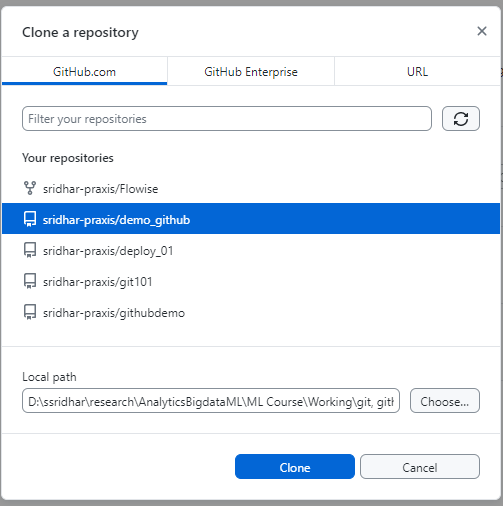 Clone a repository
GitHub.com GitHub Enterprise URL
Filter your repositories
Your repositories
sridhar-praxis/Flowise
sridhar-praxis/demo_github
sridhar-praxis/deploy_01
sridhar-praxis/git101
sridhar-praxis/githubdemo
Local path
D:\ssridhar\research\AnalyticsBigdataML\ML Course\Working\git, gith Choose...
Clone Cancel